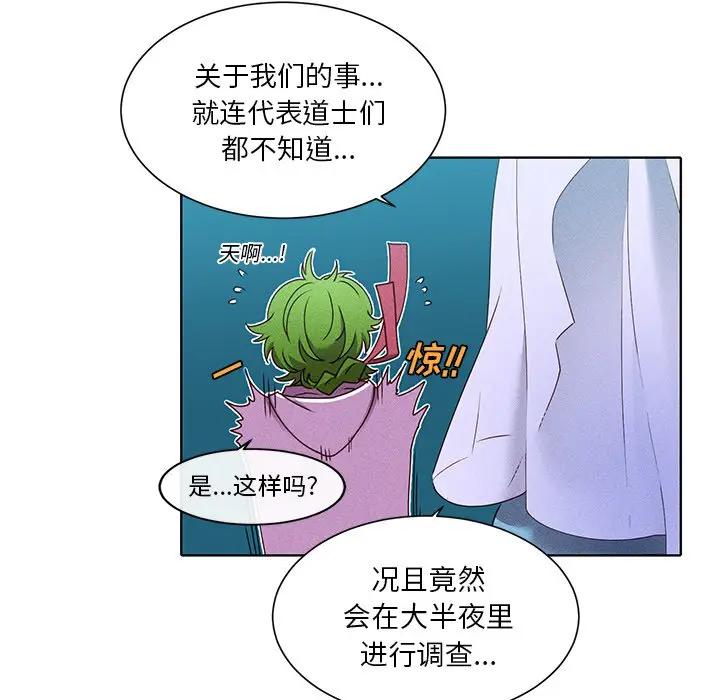 关于我们的事...
就连代表道士们
都不知道...
天啊...!
惊!!
是...这样吗?
况且竟然
会在大半夜里
进行调查...